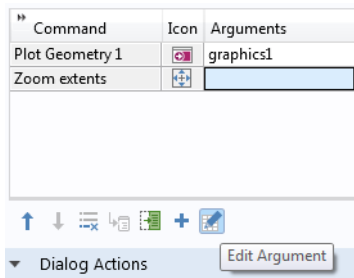 Command Icon Arguments
Plot Geometry 1 graphics1
Zoom extents
Edit Argument
Dialog Actions